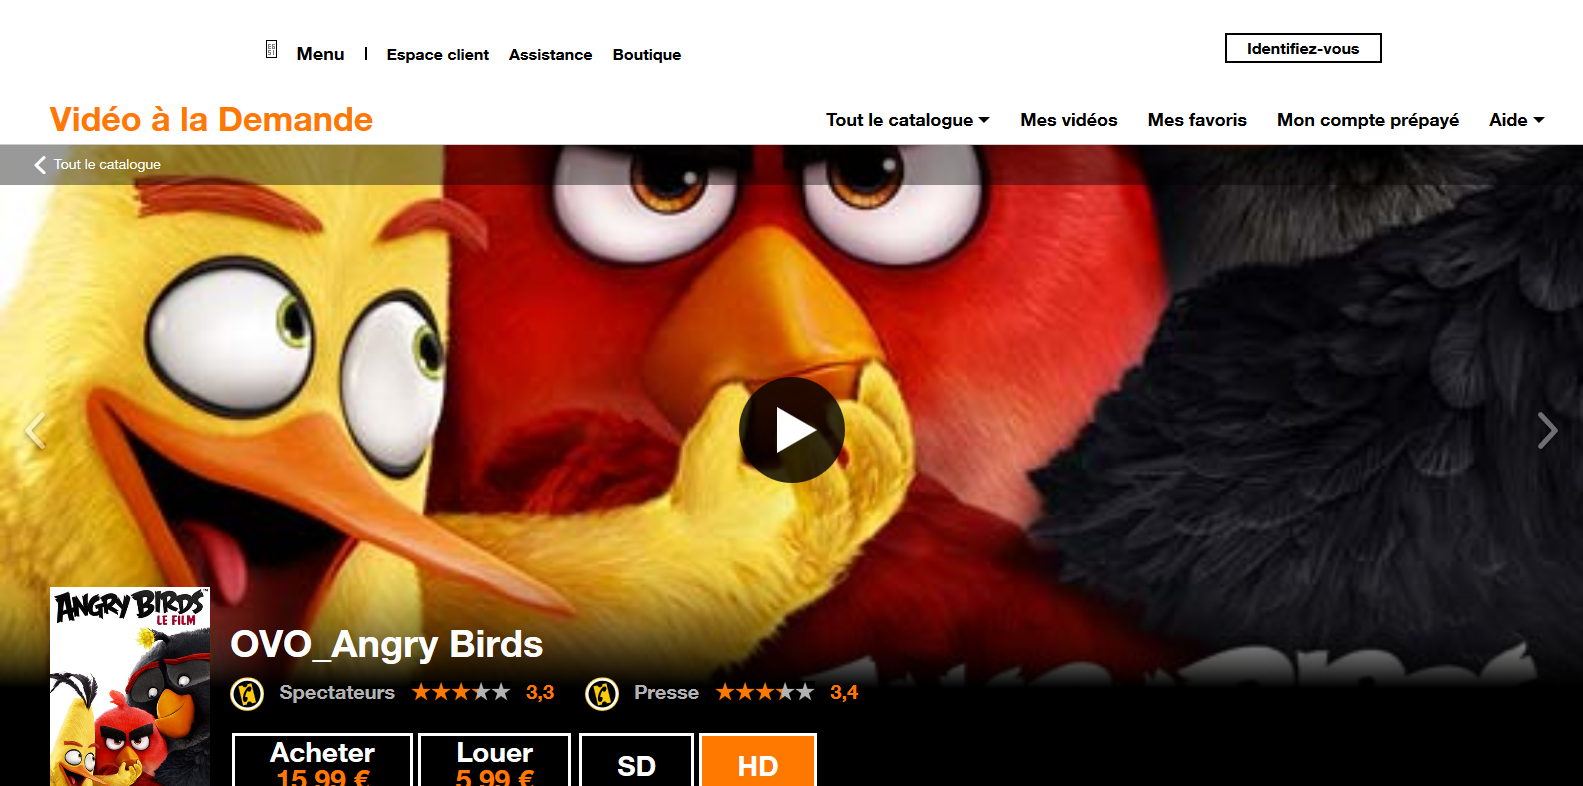 Menu | Espace client Assistance Boutique
Identifiez-vous
Vidéo à la Demande
Tout le catalogue Mes vidéos Mes favoris Mon compte prépayé Aide
Tout le catalogue
ANGRY BIRDS
LE FILM
OVO_Angry Birds
Spectateurs 3,3 Presse 3,4
Acheter
15,99 €
Louer
5,99 €
SD
HD